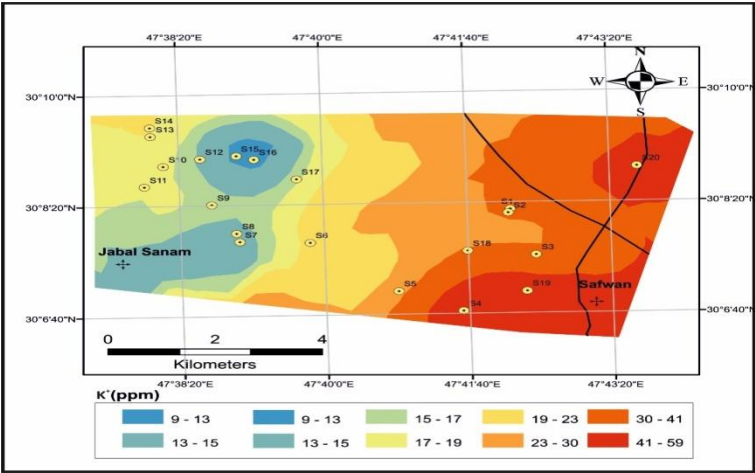 47°38'20"E 47°40'0"E 47°41'40"E 47°43'20"E
N
W E
S
30°10'0"N 30°10'0"N
S14
S13
S12 S15 S16
S10 S20
S11 S17
S9 S1 S2
30°8'20"N 30°8'20"N
S8
S7 S6
S18 S3
Jabal Sanam
S5 S19 Safwan
S4
30°6'40"N 30°6'40"N
0 2 4
Kilometers
47°38'20"E 47°40'0"E 47°41'40"E 47°43'20"E
K+(ppm)
9 - 13 9 - 13 15 - 17 19 - 23 30 - 41
13 - 15 13 - 15 17 - 19 23 - 30 41 - 59